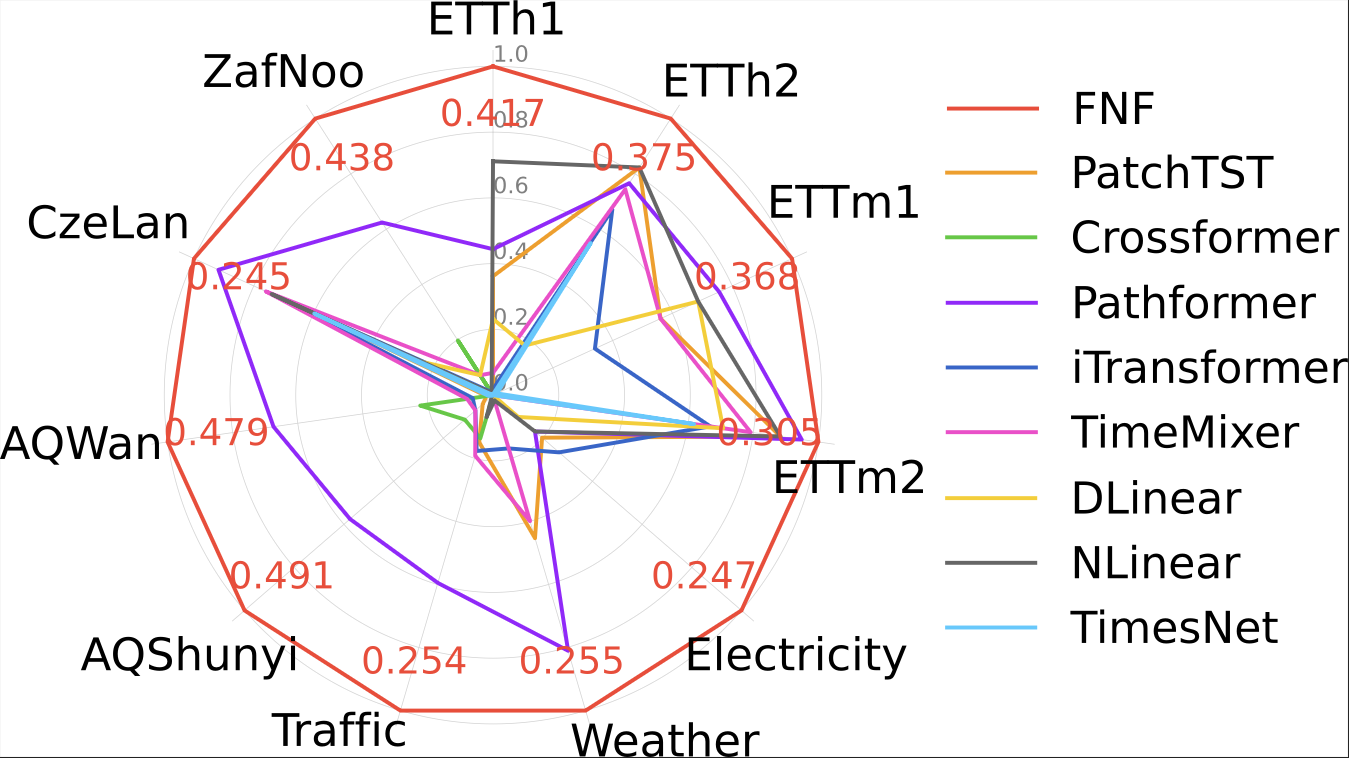 ETTh1
ETTh2
ETTm1
ETTm2
Electricity
Weather
Traffic
AQShunyi
AQWan
CzeLan
ZafNoo
1.0
0.8
0.6
0.4
0.2
0.0
0.417
0.375
0.368
0.305
0.247
0.255
0.254
0.491
0.479
0.245
0.438
FNF
PatchTST
Crossformer
Pathformer
iTransformer
TimeMixer
DLinear
NLinear
TimesNet